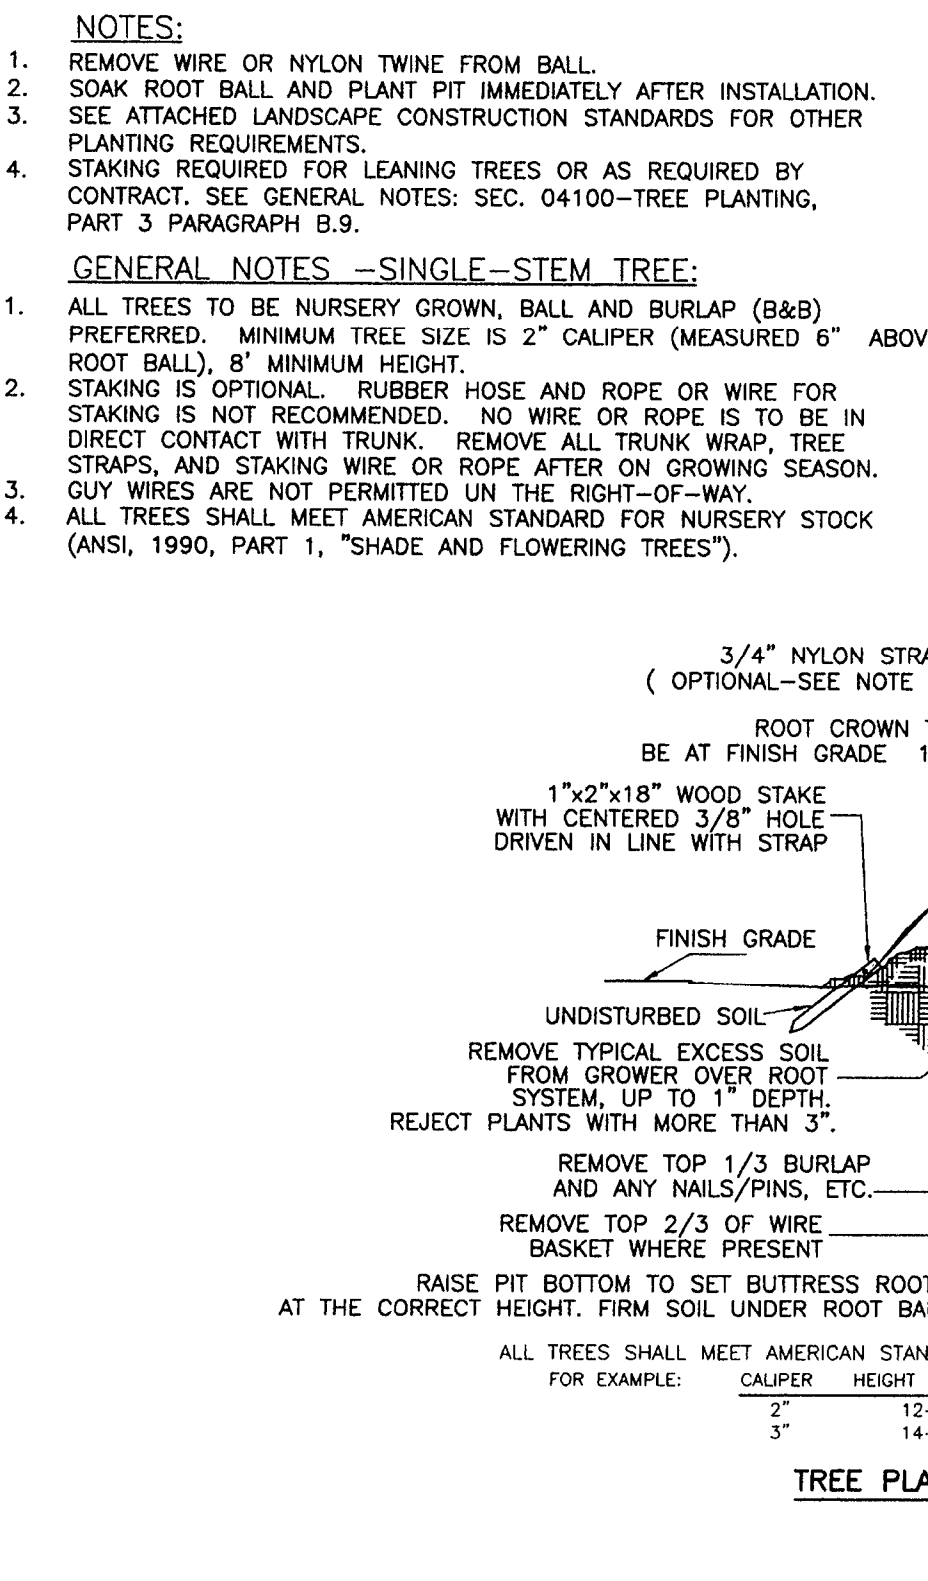 NOTES:
1. REMOVE WIRE OR NYLON TWINE FROM BALL.
2. SOAK ROOT BALL AND PLANT PIT IMMEDIATELY AFTER INSTALLATION.
3. SEE ATTACHED LANDSCAPE CONSTRUCTION STANDARDS FOR OTHER
PLANTING REQUIREMENTS.
4. STAKING REQUIRED FOR LEANING TREES OR AS REQUIRED BY
CONTRACT. SEE GENERAL NOTES: SEC. 04100-TREE PLANTING,
PART 3 PARAGRAPH B.9.
GENERAL NOTES -SINGLE-STEM TREE:
1. ALL TREES TO BE NURSERY GROWN, BALL AND BURLAP (B&B)
PREFERRED. MINIMUM TREE SIZE IS 2" CALIPER (MEASURED 6" ABOV
ROOT BALL), 8' MINIMUM HEIGHT.
2. STAKING IS OPTIONAL. RUBBER HOSE AND ROPE OR WIRE FOR
STAKING IS NOT RECOMMENDED. NO WIRE OR ROPE IS TO BE IN
DIRECT CONTACT WITH TRUNK. REMOVE ALL TRUNK WRAP, TREE
STRAPS, AND STAKING WIRE OR ROPE AFTER ON GROWING SEASON.
3. GUY WIRES ARE NOT PERMITTED UN THE RIGHT-OF-WAY.
4. ALL TREES SHALL MEET AMERICAN STANDARD FOR NURSERY STOCK
(ANSI, 1990, PART 1, "SHADE AND FLOWERING TREES").
3/4" NYLON STRA
( OPTIONAL-SEE NOTE
ROOT CROWN
BE AT FINISH GRADE 1
1"x2"x18" WOOD STAKE
WITH CENTERED 3/8" HOLE
DRIVEN IN LINE WITH STRAP
FINISH GRADE
UNDISTURBED SOIL
REMOVE TYPICAL EXCESS SOIL
FROM GROWER OVER ROOT
SYSTEM, UP TO 1" DEPTH.
REJECT PLANTS WITH MORE THAN 3".
REMOVE TOP 1/3 BURLAP
AND ANY NAILS/PINS, ETC.
REMOVE TOP 2/3 OF WIRE
BASKET WHERE PRESENT
RAISE PIT BOTTOM TO SET BUTTRESS ROOT
AT THE CORRECT HEIGHT. FIRM SOIL UNDER ROOT BA
ALL TREES SHALL MEET AMERICAN STAN
FOR EXAMPLE: CALIPER HEIGHT
2" 12-
3" 14-
TREE PLA